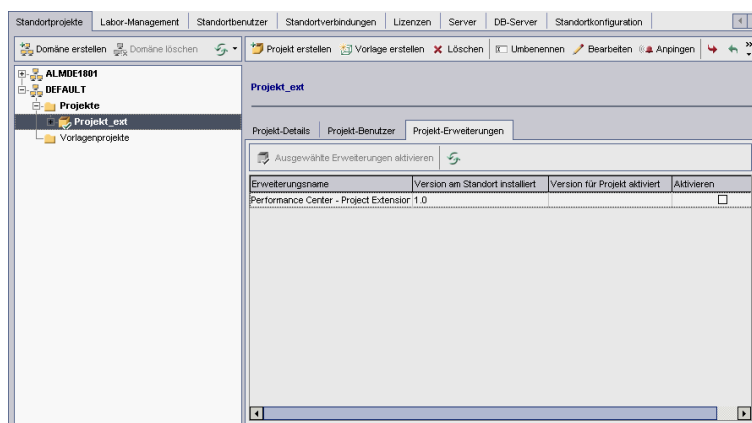 Standortprojekte Labor-Management Standortbenutzer Standortverbindungen Lizenzen Server DB-Server Standortkonfiguration
Domäne erstellen Domäne löschen Projekt erstellen Vorlage erstellen Löschen Umbenennen Bearbeiten Anpingen
ALMDE1801
DEFAULT
Projekte
Projekt_ext
Vorlagenprojekte
Projekt_ext
Projekt-Details Projekt-Benutzer Projekt-Erweiterungen
Ausgewählte Erweiterungen aktivieren
Erweiterungsname Version am Standort installiert Version für Projekt aktiviert Aktivieren
Performance Center - Project Extension 1.0